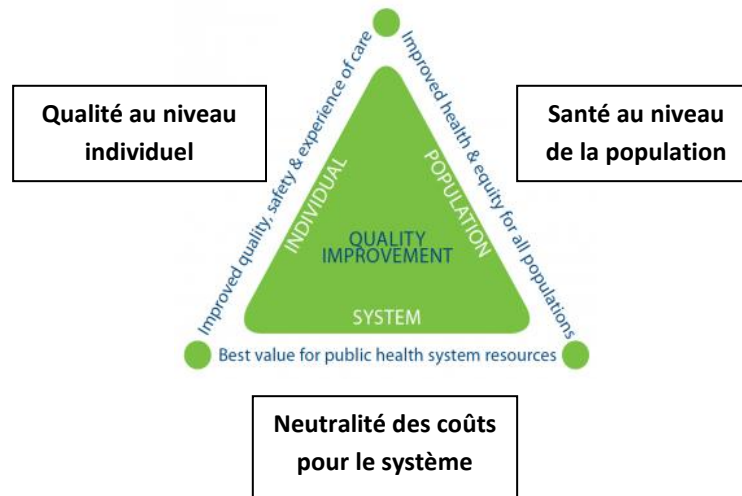 Improved quality, safety & experience of care
Improved health & equity for all populations
Qualité au niveau
individuel
Santé au niveau
de la population
INDIVIDUAL
POPULATION
QUALITY
IMPROVEMENT
SYSTEM
Best value for public health system resources
Neutralité des coûts
pour le système